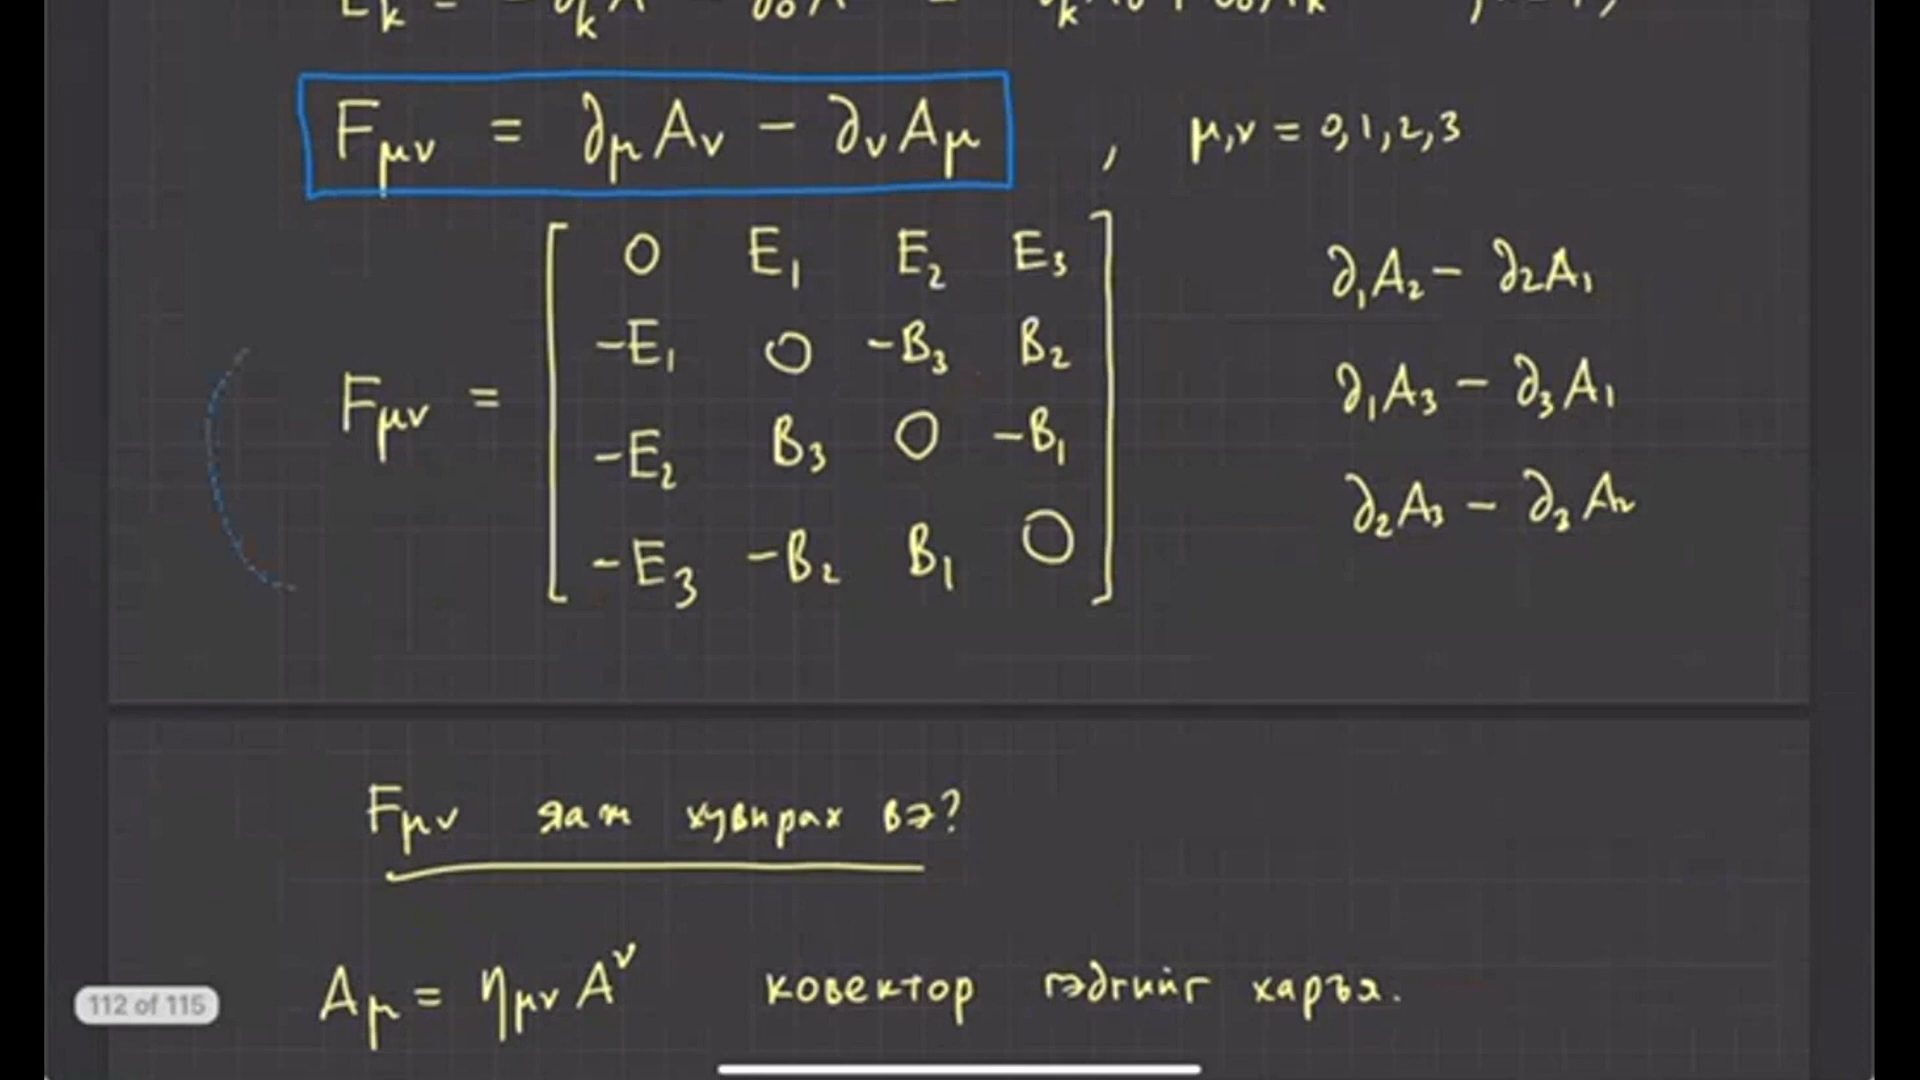 F_μν = ∂_μ A_ν − ∂_ν A_μ , μ,ν = 0,1,2,3
F_μν =
0 E₁ E₂ E₃
−E₁ 0 −B₃ B₂
−E₂ B₃ 0 −B₁
−E₃ −B₂ B₁ 0
∂₁A₂ − ∂₂A₁
∂₁A₃ − ∂₃A₁
∂₂A₃ − ∂₃A₂
F_μν яаж хувирах вэ?
A_μ = η_μν A^ν ковектор гэдгийг харъя.
112 of 115